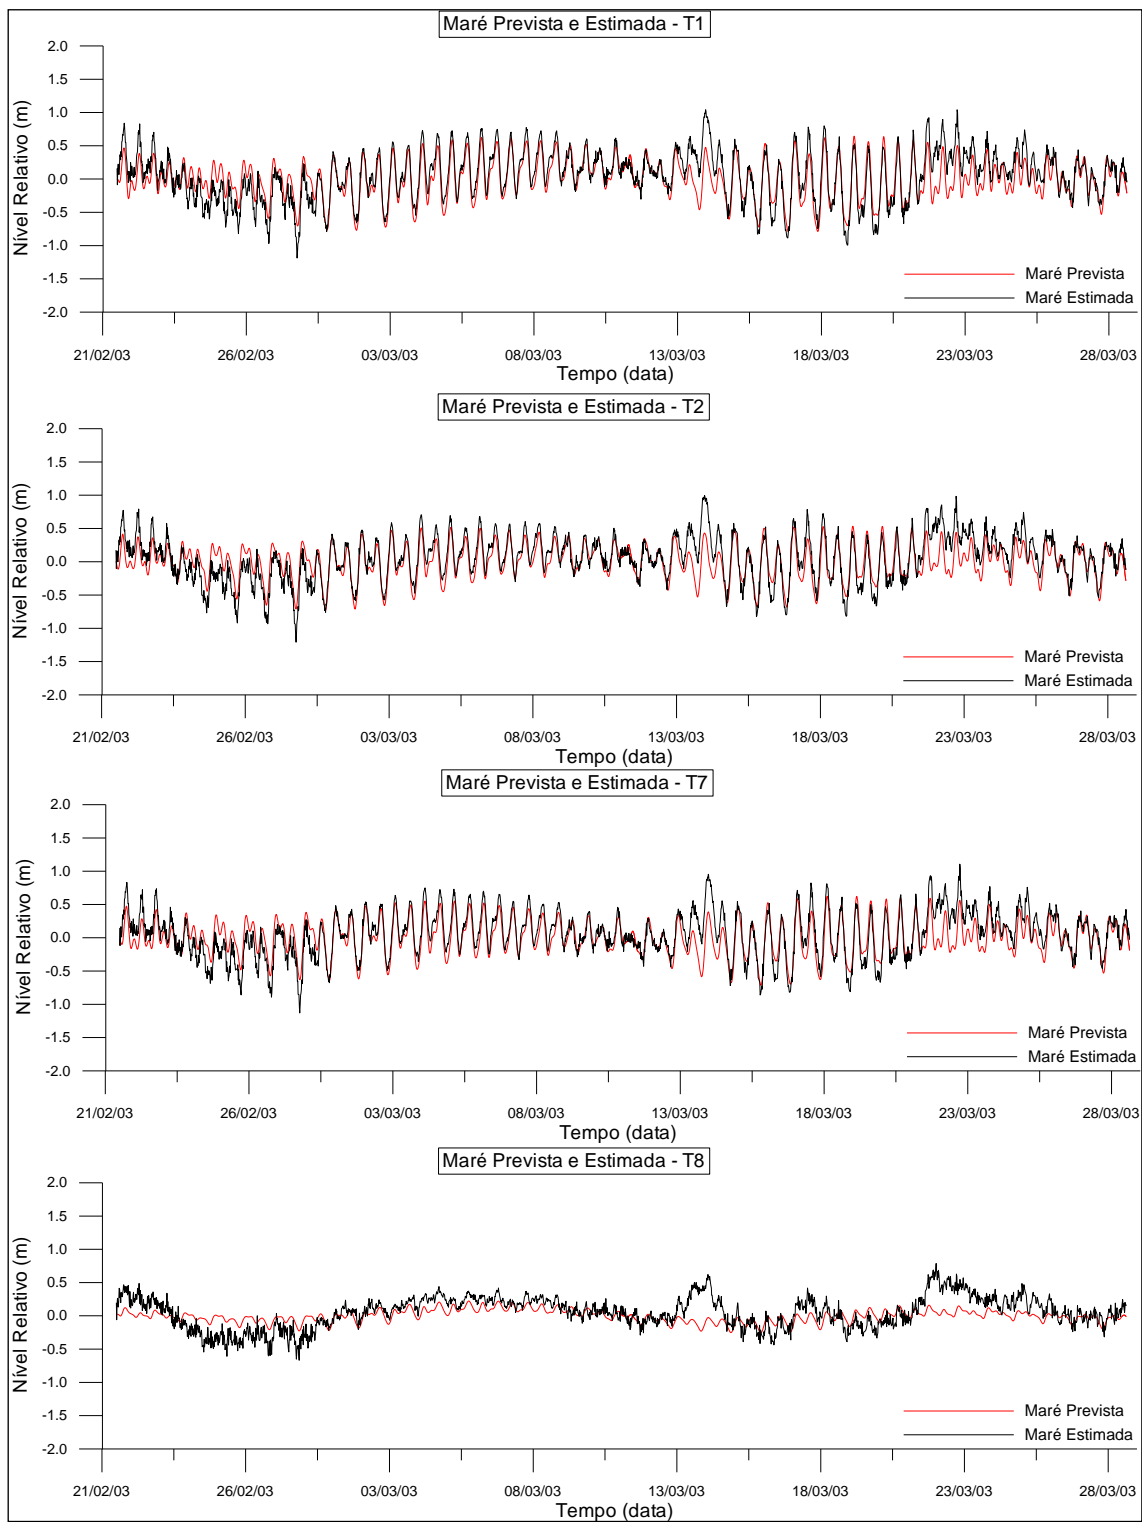 Maré Prevista e Estimada - T1
2.0
1.5
1.0
0.5
0.0
-0.5
-1.0
-1.5
-2.0
Nível Relativo (m)
Maré Prevista
Maré Estimada
21/02/03 26/02/03 03/03/03 08/03/03 13/03/03 18/03/03 23/03/03 28/03/03
Tempo (data)
Maré Prevista e Estimada - T2
2.0
1.5
1.0
0.5
0.0
-0.5
-1.0
-1.5
-2.0
Nível Relativo (m)
Maré Prevista
Maré Estimada
21/02/03 26/02/03 03/03/03 08/03/03 13/03/03 18/03/03 23/03/03 28/03/03
Tempo (data)
Maré Prevista e Estimada - T7
2.0
1.5
1.0
0.5
0.0
-0.5
-1.0
-1.5
-2.0
Nível Relativo (m)
Maré Prevista
Maré Estimada
21/02/03 26/02/03 03/03/03 08/03/03 13/03/03 18/03/03 23/03/03 28/03/03
Tempo (data)
Maré Prevista e Estimada - T8
2.0
1.5
1.0
0.5
0.0
-0.5
-1.0
-1.5
-2.0
Nível Relativo (m)
Maré Prevista
Maré Estimada
21/02/03 26/02/03 03/03/03 08/03/03 13/03/03 18/03/03 23/03/03 28/03/03
Tempo (data)